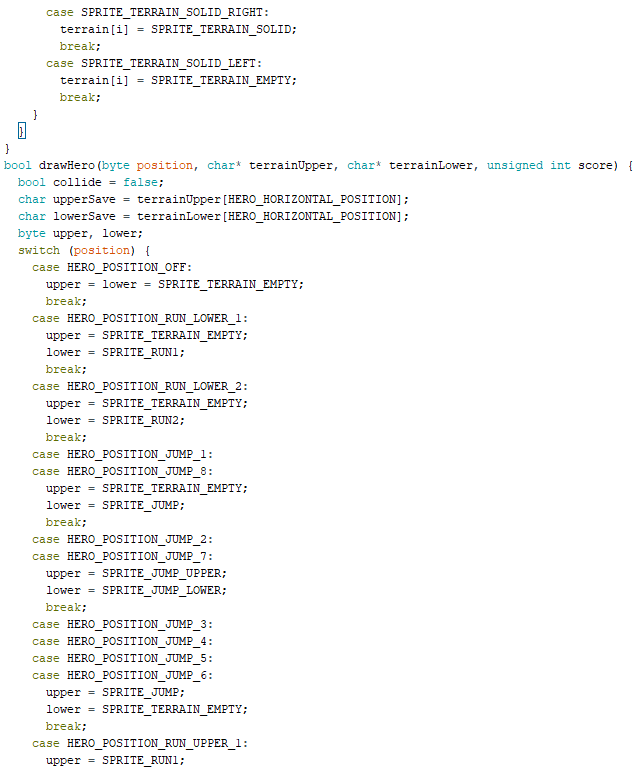 case SPRITE_TERRAIN_SOLID_RIGHT:
terrain[i] = SPRITE_TERRAIN_SOLID;
break;
case SPRITE_TERRAIN_SOLID_LEFT:
terrain[i] = SPRITE_TERRAIN_EMPTY;
break;
}
}
}
bool drawHero(byte position, char* terrainUpper, char* terrainLower, unsigned int score) {
bool collide = false;
char upperSave = terrainUpper[HERO_HORIZONTAL_POSITION];
char lowerSave = terrainLower[HERO_HORIZONTAL_POSITION];
byte upper, lower;
switch (position) {
case HERO_POSITION_OFF:
upper = lower = SPRITE_TERRAIN_EMPTY;
break;
case HERO_POSITION_RUN_LOWER_1:
upper = SPRITE_TERRAIN_EMPTY;
lower = SPRITE_RUN1;
break;
case HERO_POSITION_RUN_LOWER_2:
upper = SPRITE_TERRAIN_EMPTY;
lower = SPRITE_RUN2;
break;
case HERO_POSITION_JUMP_1:
case HERO_POSITION_JUMP_8:
upper = SPRITE_TERRAIN_EMPTY;
lower = SPRITE_JUMP;
break;
case HERO_POSITION_JUMP_2:
case HERO_POSITION_JUMP_7:
upper = SPRITE_JUMP_UPPER;
lower = SPRITE_JUMP_LOWER;
break;
case HERO_POSITION_JUMP_3:
case HERO_POSITION_JUMP_4:
case HERO_POSITION_JUMP_5:
case HERO_POSITION_JUMP_6:
upper = SPRITE_JUMP;
lower = SPRITE_TERRAIN_EMPTY;
break;
case HERO_POSITION_RUN_UPPER_1:
upper = SPRITE_RUN1;